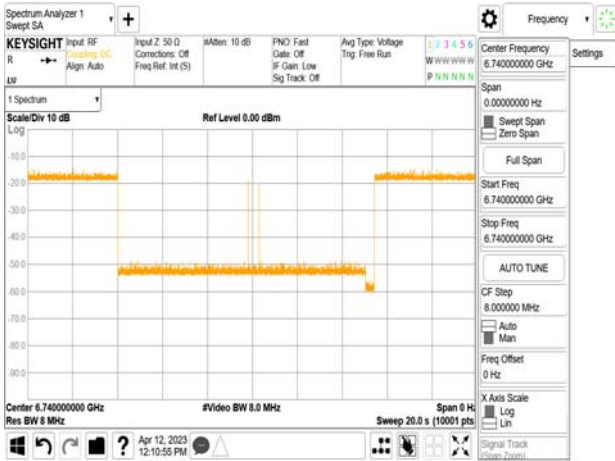 Spectrum Analyzer 1
Swept SA
+
Frequency
KEYSIGHT
R
Input: RF
Coupling: DC
Align: Auto
Input Z: 50 Ω
Corrections: Off
Freq Ref: Int (S)
#Atten: 10 dB
PNO: Fast
Gate: Off
IF Gain: Low
Sig Track: Off
Avg Type: Voltage
Trig: Free Run
1 2 3 4 5 6
W W W W W W
P N N N N N
Center Frequency
6.740000000 GHz
Settings
Span
0.00000000 Hz
Swept Span
Zero Span
Full Span
Start Freq
6.740000000 GHz
Stop Freq
6.740000000 GHz
AUTO TUNE
CF Step
8.000000 MHz
Auto
Man
Freq Offset
0 Hz
X Axis Scale
Log
Lin
Signal Track
(Span Zoom)
1 Spectrum
Scale/Div 10 dB
Ref Level 0.00 dBm
Log
-10.0
-20.0
-30.0
-40.0
-50.0
-60.0
-70.0
-80.0
-90.0
Center 6.740000000 GHz
#Video BW 8.0 MHz
Span 0 Hz
Res BW 8 MHz
Sweep 20.0 s (10001 pts
?
Apr 12, 2023
12:10:55 PM